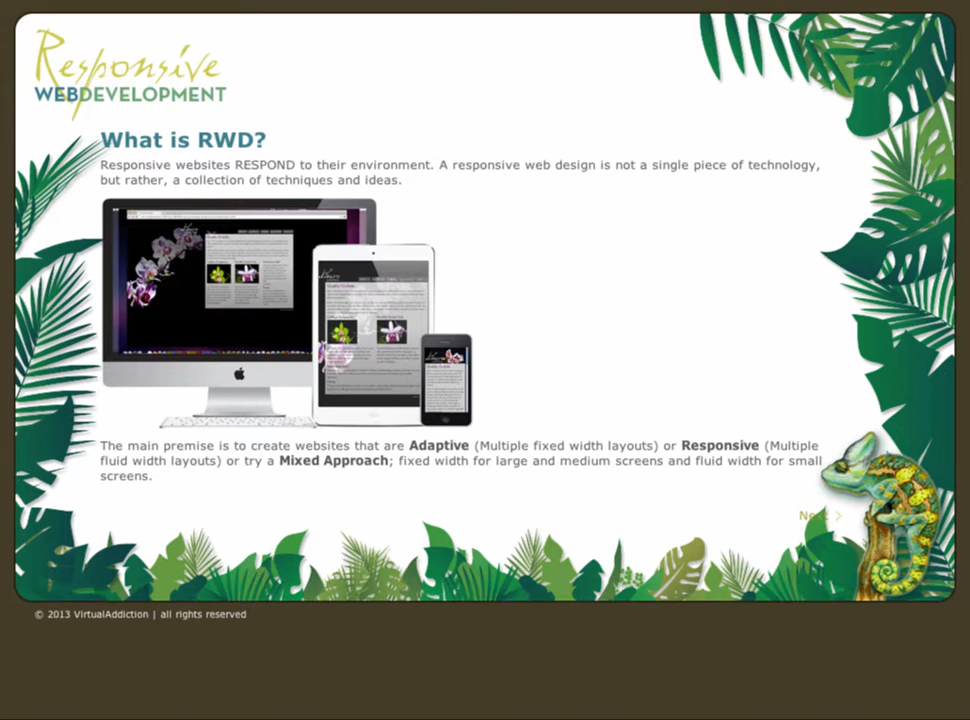 Responsive
WEBDEVELOPMENT
What is RWD?
Responsive websites RESPOND to their environment. A responsive web design is not a single piece of technology,
but rather, a collection of techniques and ideas.
The main premise is to create websites that are Adaptive (Multiple fixed width layouts) or Responsive (Multiple
fluid width layouts) or try a Mixed Approach; fixed width for large and medium screens and fluid width for small
screens.
Next >
© 2013 VirtualAddiction | all rights reserved